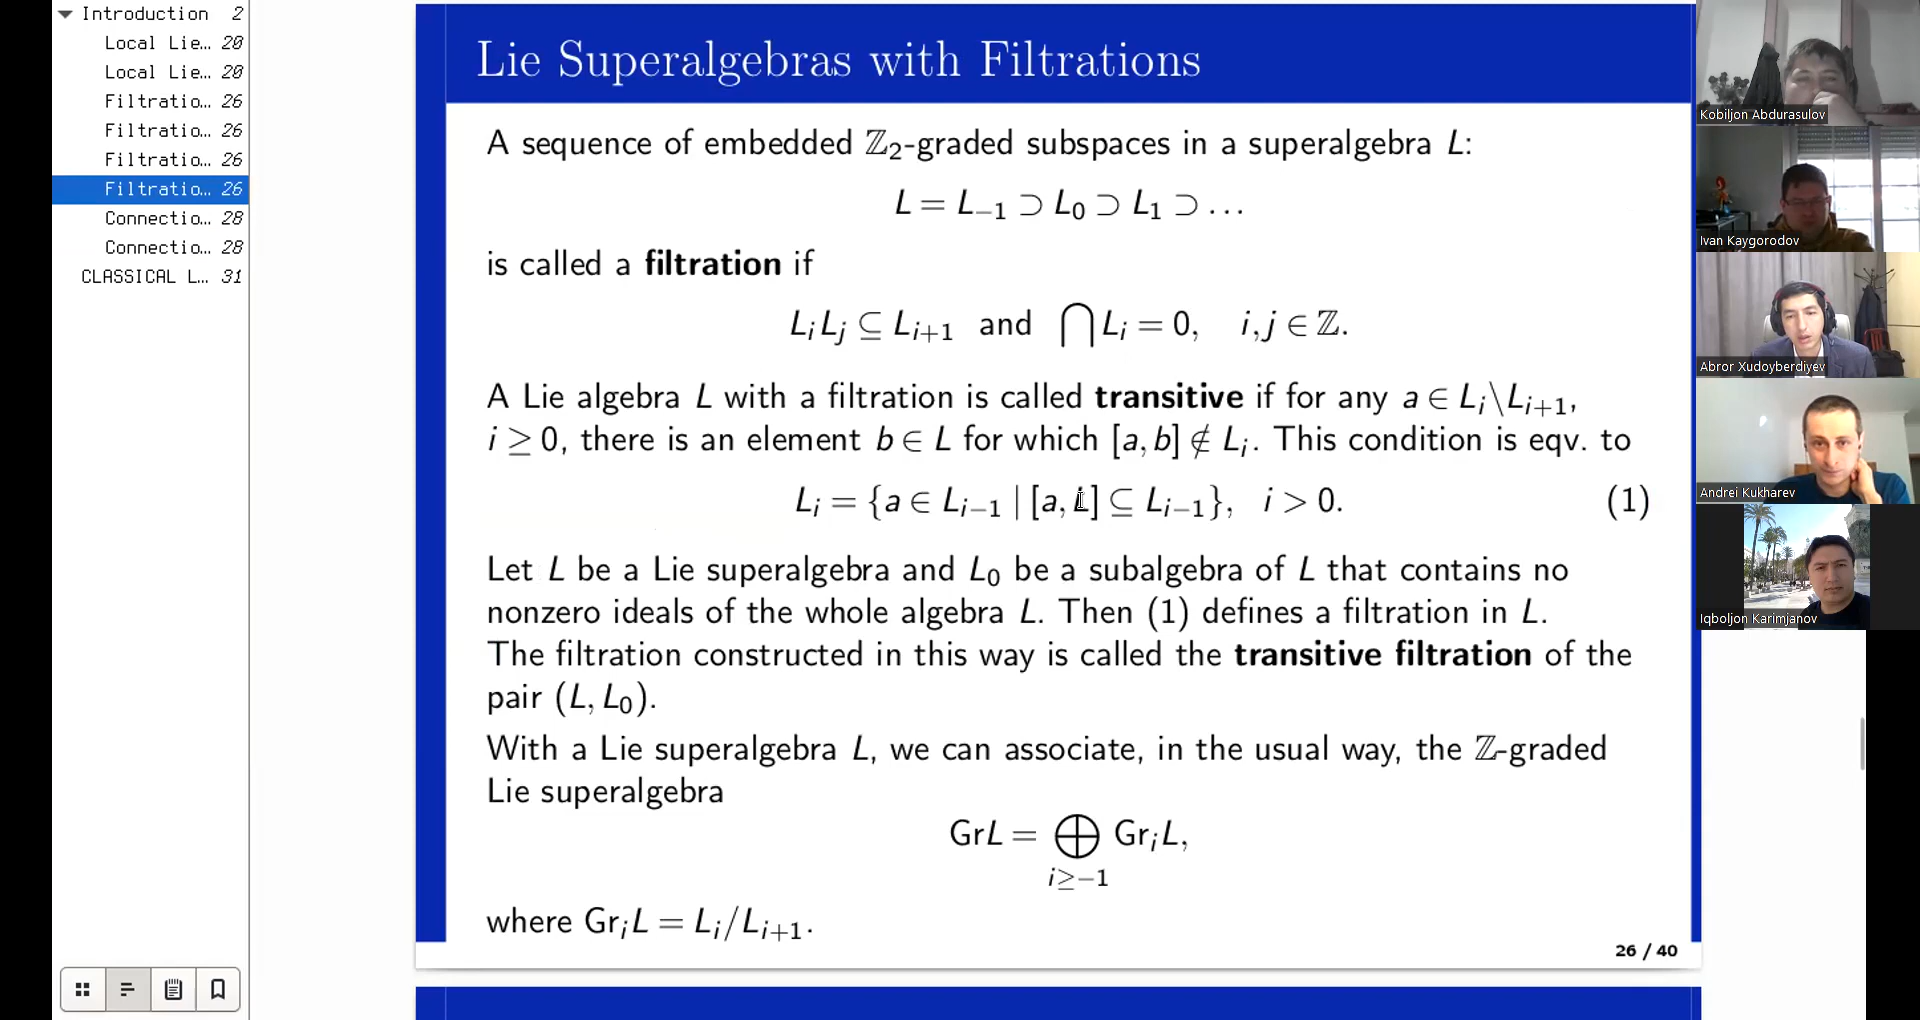 Introduction 2
Local Lie... 20
Local Lie... 20
Filtratio... 26
Filtratio... 26
Filtratio... 26
Filtratio... 26
Connectio... 28
Connectio... 28
CLASSICAL L... 31
Lie Superalgebras with Filtrations
A sequence of embedded ℤ₂-graded subspaces in a superalgebra L:
L = L₋₁ ⊃ L₀ ⊃ L₁ ⊃ ...
is called a filtration if
LᵢLⱼ ⊆ Lᵢ₊₁ and ⋂ Lᵢ = 0, i,j ∈ ℤ.
A Lie algebra L with a filtration is called transitive if for any a ∈ Lᵢ\Lᵢ₊₁,
i ≥ 0, there is an element b ∈ L for which [a, b] ∉ Lᵢ. This condition is eqv. to
Lᵢ = {a ∈ Lᵢ₋₁ | [a, L] ⊆ Lᵢ₋₁}, i > 0. (1)
Let L be a Lie superalgebra and L₀ be a subalgebra of L that contains no
nonzero ideals of the whole algebra L. Then (1) defines a filtration in L.
The filtration constructed in this way is called the transitive filtration of the
pair (L, L₀).
With a Lie superalgebra L, we can associate, in the usual way, the ℤ-graded
Lie superalgebra
GrL = ⨁ GrᵢL,
i≥−1
where GrᵢL = Lᵢ/Lᵢ₊₁.
26 / 40
Kobiljon Abdurasulov
Ivan Kaygorodov
Abror Xudoyberdiyev
Andrei Kukharev
Iqboljon Karimjanov